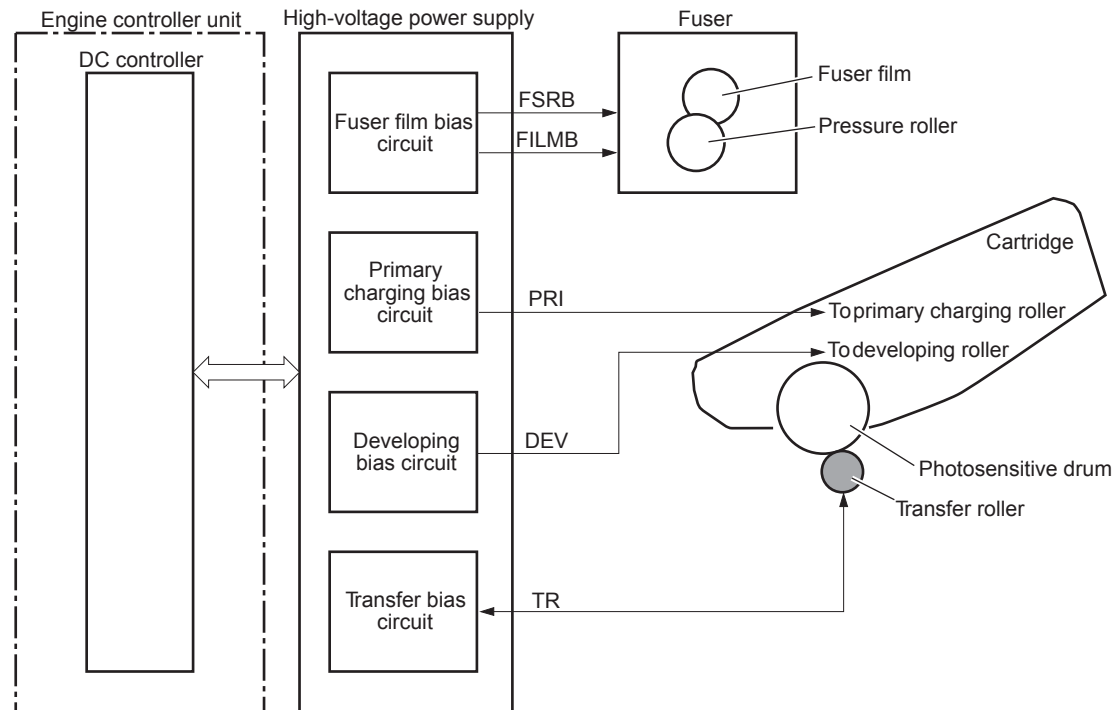 Engine controller unit
High-voltage power supply
Fuser
DC controller
Fuser film bias
circuit
FSRB
FILMB
Fuser film
Pressure roller
Primary
charging bias
circuit
PRI
Cartridge
To primary charging roller
To developing roller
Developing
bias circuit
DEV
Photosensitive drum
Transfer roller
Transfer bias
circuit
TR